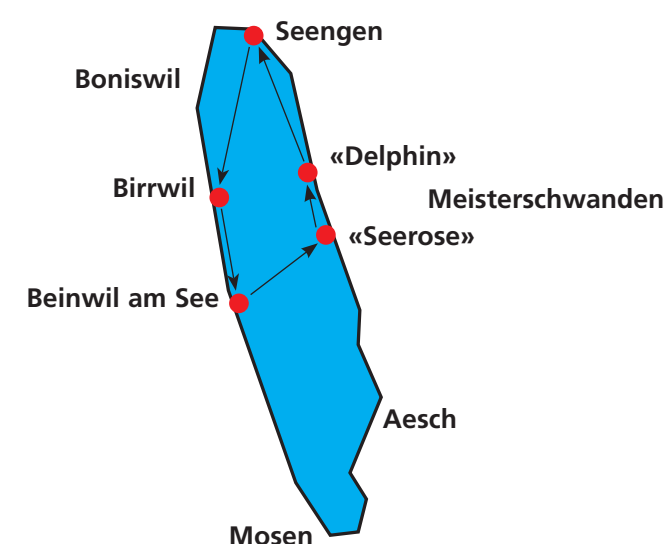 Seengen
Boniswil
«Delphin»
Birrwil
Meisterschwanden
«Seerose»
Beinwil am See
Aesch
Mosen